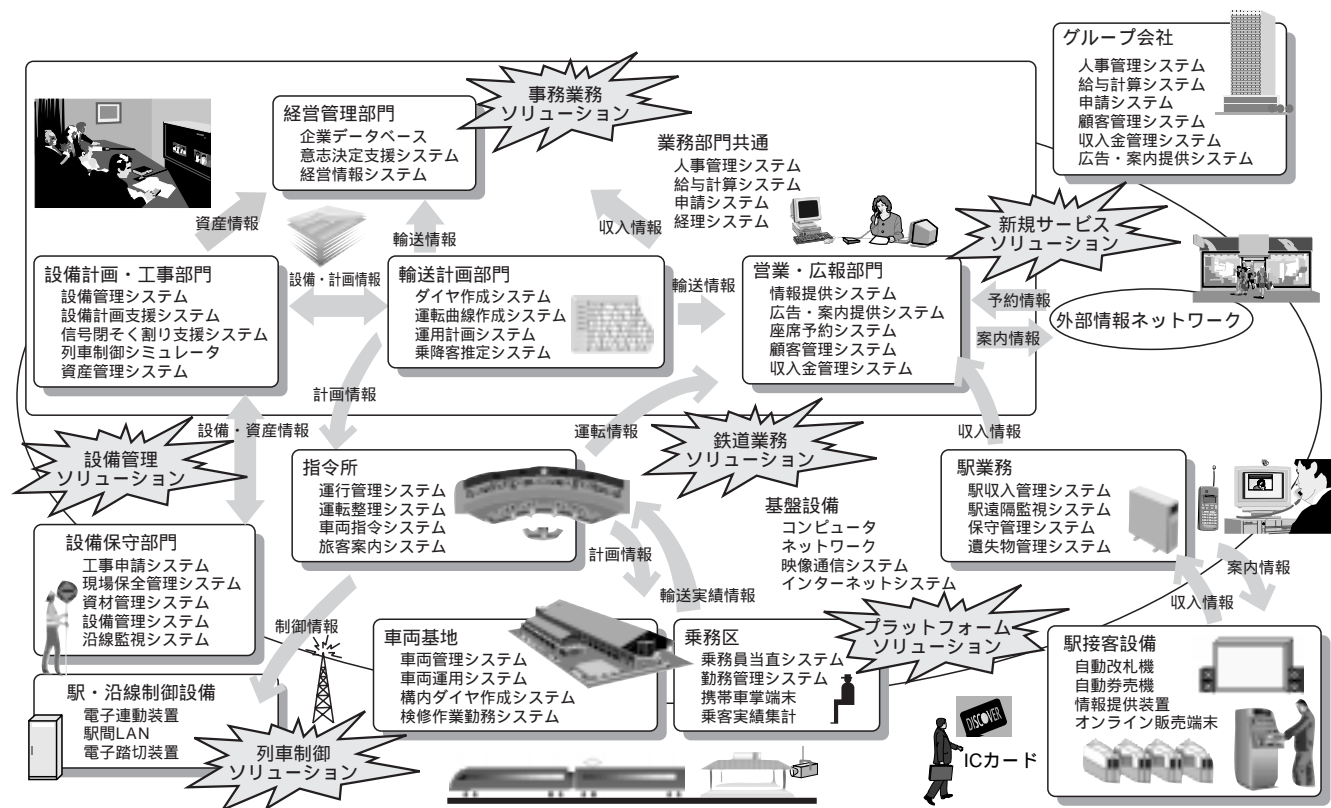 グループ会社
人事管理システム
給与計算システム
申請システム
顧客管理システム
収入金管理システム
広告・案内提供システム
事務業務
ソリューション
経営管理部門
企業データベース
意志決定支援システム
経営情報システム
業務部門共通
人事管理システム
給与計算システム
申請システム
経理システム
資産情報
輸送情報
収入情報
新規サービス
ソリューション
設備計画・工事部門
設備管理システム
設備計画支援システム
信号閉そく割り支援システム
列車制御シミュレータ
資産管理システム
設備・計画情報
輸送計画部門
ダイヤ作成システム
運転曲線作成システム
運用計画システム
乗降客推定システム
輸送情報
営業・広報部門
情報提供システム
広告・案内提供システム
座席予約システム
顧客管理システム
収入金管理システム
予約情報
外部情報ネットワーク
案内情報
計画情報
設備・資産情報
運転情報
収入情報
設備管理
ソリューション
鉄道業務
ソリューション
指令所
運行管理システム
運転整理システム
車両指令システム
旅客案内システム
計画情報
輸送実績情報
基盤設備
コンピュータ
ネットワーク
映像通信システム
インターネットシステム
駅業務
駅収入管理システム
駅遠隔監視システム
保守管理システム
遺失物管理システム
案内情報
収入情報
設備保守部門
工事申請システム
現場保全管理システム
資材管理システム
設備管理システム
沿線監視システム
制御情報
車両基地
車両管理システム
車両運用システム
構内ダイヤ作成システム
検修作業勤務システム
乗務区
乗務員当直システム
勤務管理システム
携帯車掌端末
乗客実績集計
プラットフォーム
ソリューション
駅接客設備
自動改札機
自動券売機
情報提供装置
オンライン販売端末
駅・沿線制御設備
電子連動装置
駅間LAN
電子踏切装置
列車制御
ソリューション
DISCOVER
ICカード